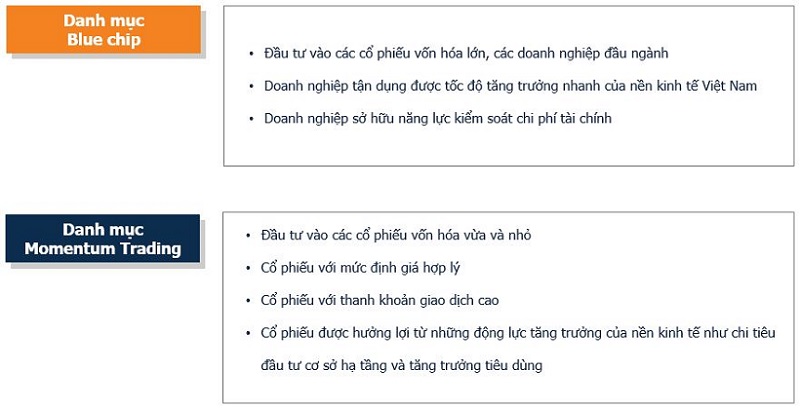 Danh mục
Blue chip
• Đầu tư vào các cổ phiếu vốn hóa lớn, các doanh nghiệp đầu ngành
• Doanh nghiệp tận dụng được tốc độ tăng trưởng nhanh của nền kinh tế Việt Nam
• Doanh nghiệp sở hữu năng lực kiểm soát chi phí tài chính
Danh mục
Momentum Trading
• Đầu tư vào các cổ phiếu vốn hóa vừa và nhỏ
• Cổ phiếu với mức định giá hợp lý
• Cổ phiếu với thanh khoản giao dịch cao
• Cổ phiếu được hưởng lợi từ những động lực tăng trưởng của nền kinh tế như chi tiêu
đầu tư cơ sở hạ tầng và tăng trưởng tiêu dùng